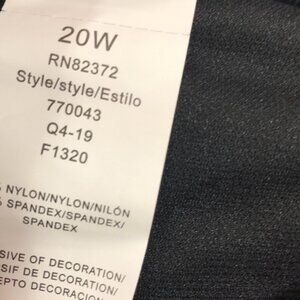 20W
RN82372
Style/style/Estilo
770043
Q4-19
F1320
NYLON/NYLON/NILÓN
SPANDEX/SPANDEX/
SPANDEX
SIVE OF DECORATION/
SIF DE DECORATION/
EPTO DECORACION